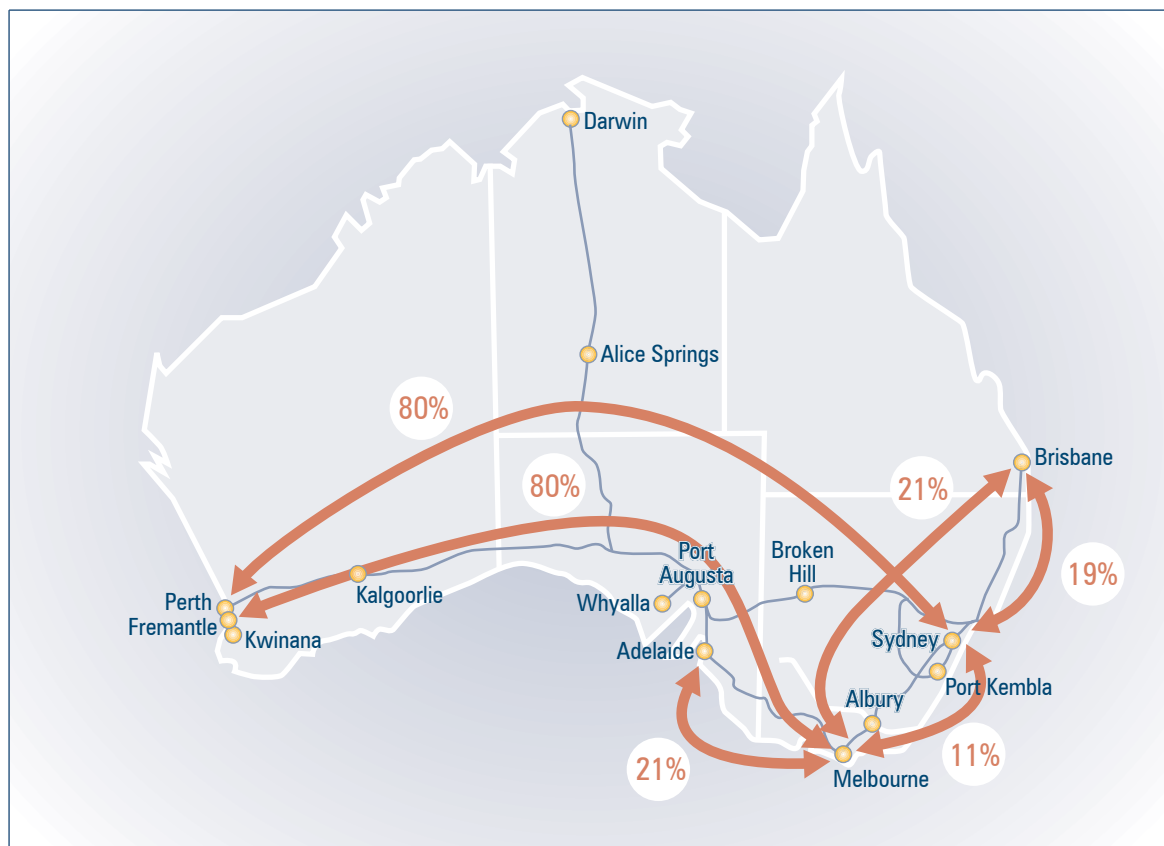 Darwin
Alice Springs
80%
Brisbane
80%
21%
Port
Augusta
Broken
Hill
19%
Kalgoorlie
Whyalla
Perth
Fremantle
Kwinana
Sydney
Adelaide
Port Kembla
Albury
21%
11%
Melbourne